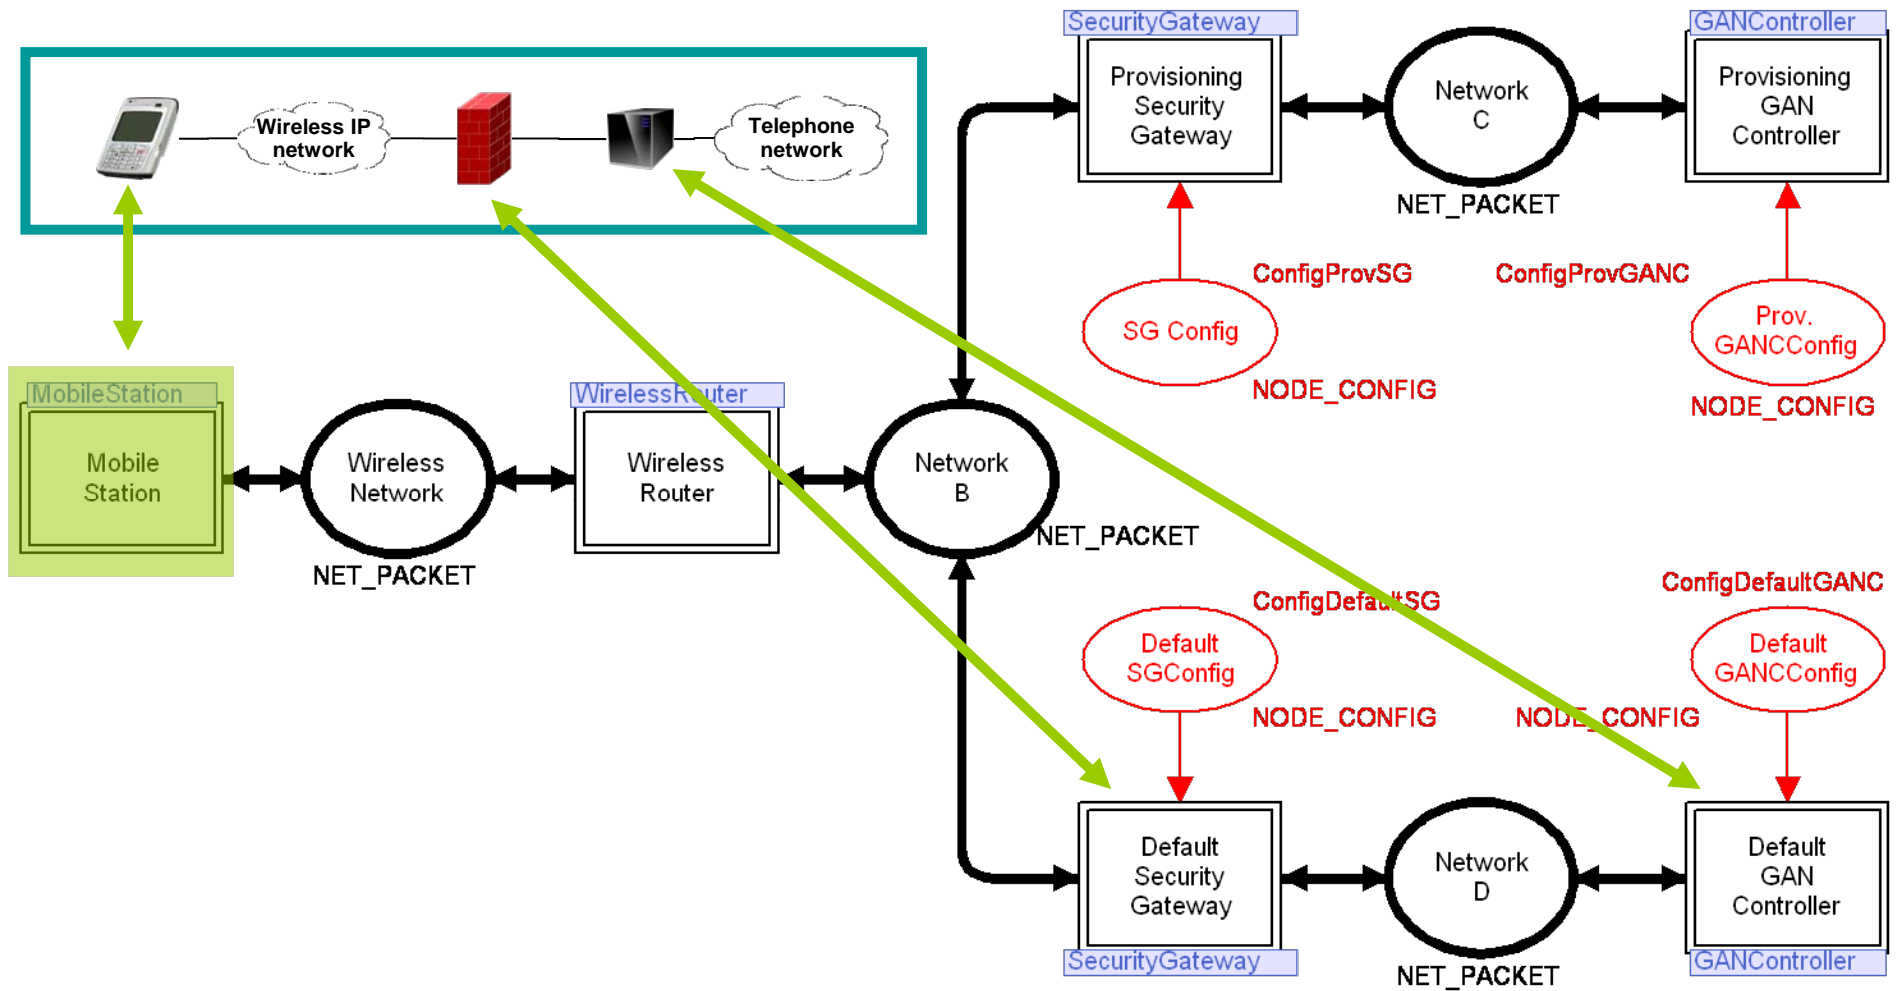 SecurityGateway
GANController
Wireless IP
network
Telephone
network
Provisioning
Security
Gateway
Network
C
Provisioning
GAN
Controller
NET_PACKET
ConfigProvSG
ConfigProvGANC
SG Config
Prov.
GANCConfig
NODE_CONFIG
NODE_CONFIG
MobileStation
WirelessRouter
Mobile
Station
Wireless
Network
Wireless
Router
Network
B
NET_PACKET
NET_PACKET
ConfigDefaultSG
ConfigDefaultGANC
Default
SGConfig
Default
GANCConfig
NODE_CONFIG
NODE_CONFIG
Default
Security
Gateway
Network
D
Default
GAN
Controller
SecurityGateway
GANController
NET_PACKET